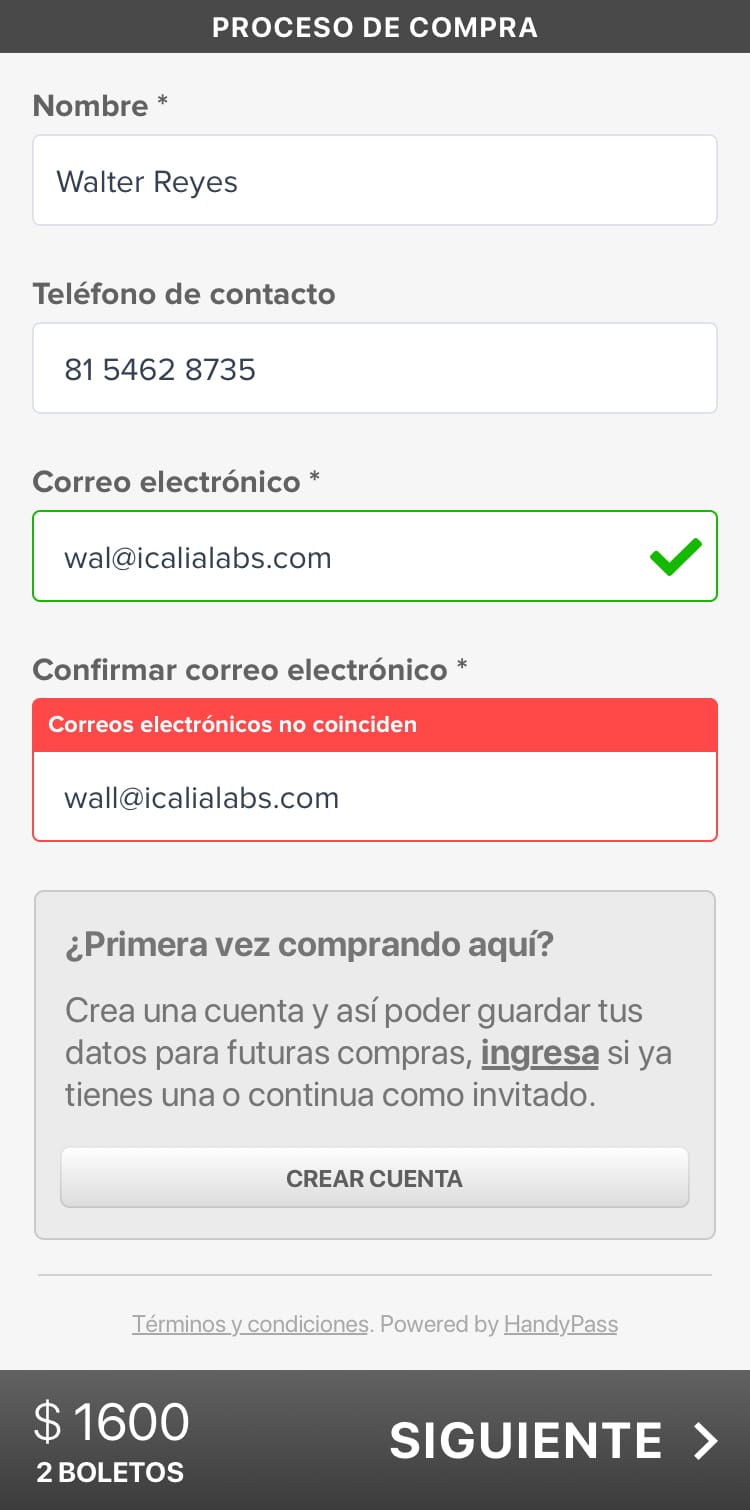 PROCESO DE COMPRA
Nombre *
Walter Reyes
Teléfono de contacto
81 5462 8735
Correo electrónico *
wal@icalialabs.com
Confirmar correo electrónico *
Correos electrónicos no coinciden
wall@icalialabs.com
¿Primera vez comprando aquí?
Crea una cuenta y así poder guardar tus
datos para futuras compras, ingresa si ya
tienes una o continua como invitado.
CREAR CUENTA
Términos y condiciones. Powered by HandyPass
$ 1600
2 BOLETOS
SIGUIENTE